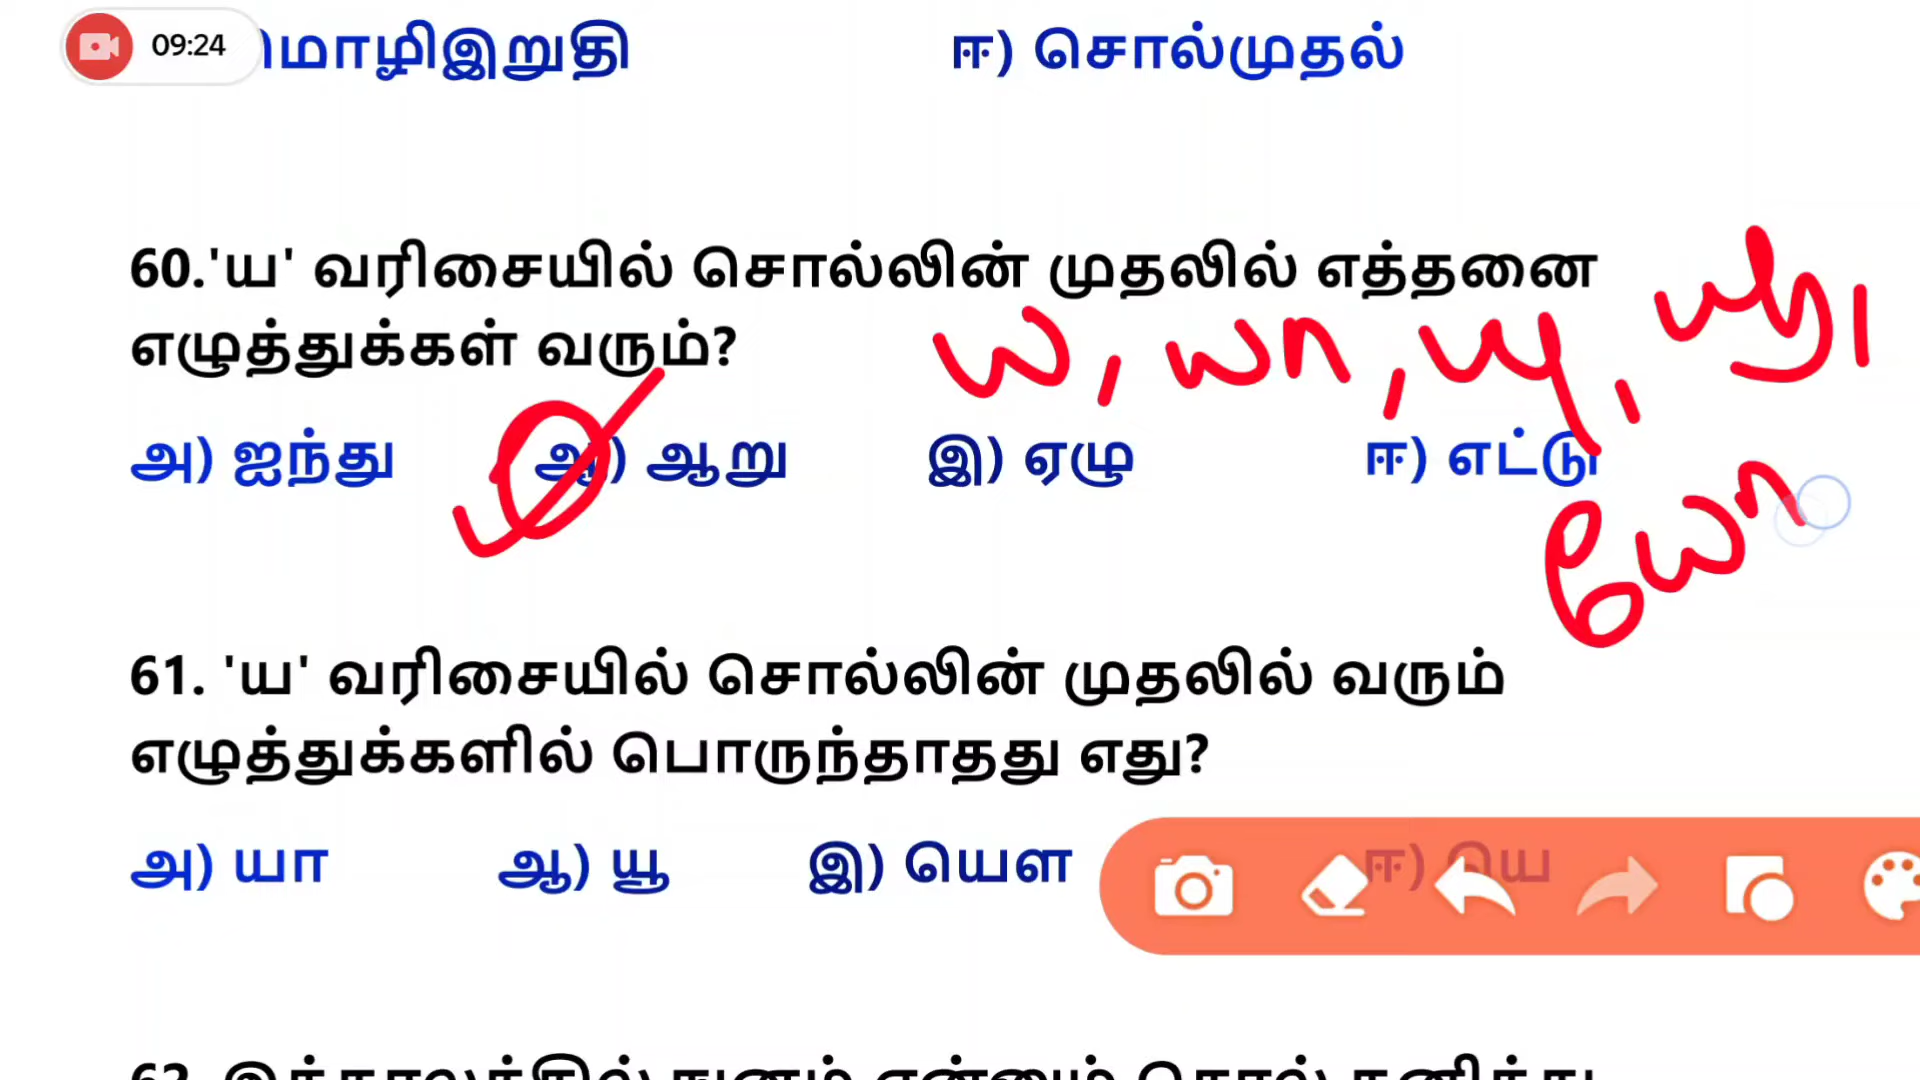 09:24
மொழிஇறுதி ஈ) சொல்முதல்
60.'ய' வரிசையில் சொல்லின் முதலில் எத்தனை
எழுத்துக்கள் வரும்?
ய, யா, யு, யூ,
அ) ஐந்து ஆ) ஆறு இ) ஏழு ஈ) எட்டு
யோ
61. 'ய' வரிசையில் சொல்லின் முதலில் வரும்
எழுத்துக்களில் பொருந்தாதது எது?
அ) யா ஆ) யூ இ) யௌ ஈ) யெ